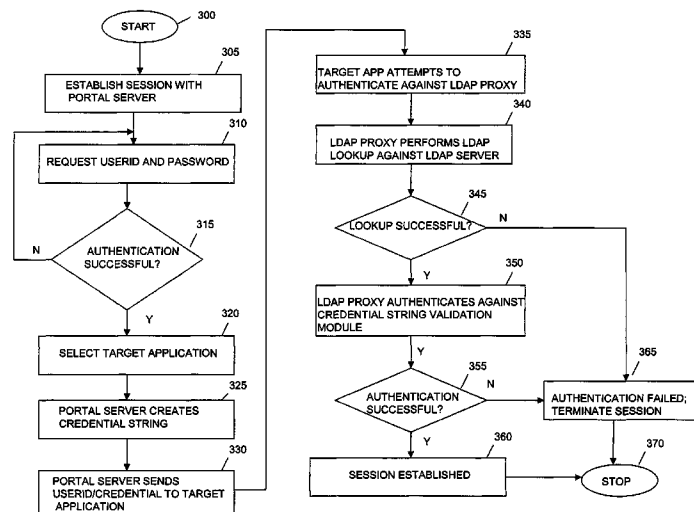 START
300
305
ESTABLISH SESSION WITH
PORTAL SERVER
310
REQUEST USERID AND PASSWORD
315
N
AUTHENTICATION
SUCCESSFUL?
Y
320
SELECT TARGET APPLICATION
325
PORTAL SERVER CREATES
CREDENTIAL STRING
330
PORTAL SERVER SENDS
USERID/CREDENTIAL TO TARGET
APPLICATION
335
TARGET APP ATTEMPTS TO
AUTHENTICATE AGAINST LDAP PROXY
340
LDAP PROXY PERFORMS LDAP
LOOKUP AGAINST LDAP SERVER
345
LOOKUP SUCCESSFUL?
N
Y
350
LDAP PROXY AUTHENTICATES AGAINST
CREDENTIAL STRING VALIDATION
MODULE
Y
355
AUTHENTICATION
SUCCESSFUL?
N
Y
365
AUTHENTICATION FAILED;
TERMINATE SESSION
360
SESSION ESTABLISHED
370
STOP